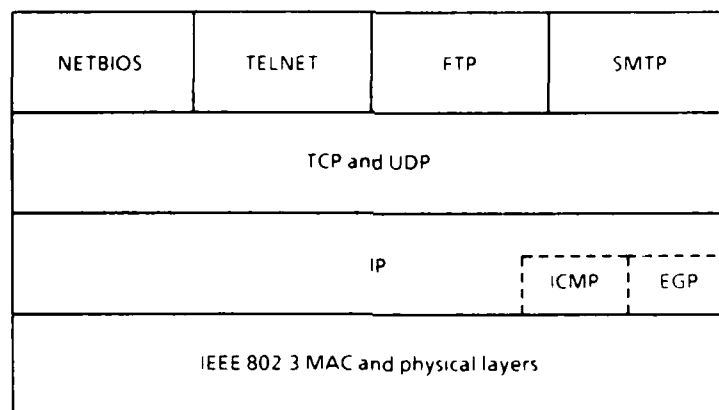 NETBIOS TELNET FTP SMTP
TCP and UDP
IP
ICMP EGP
IEEE 802 3 MAC and physical layers